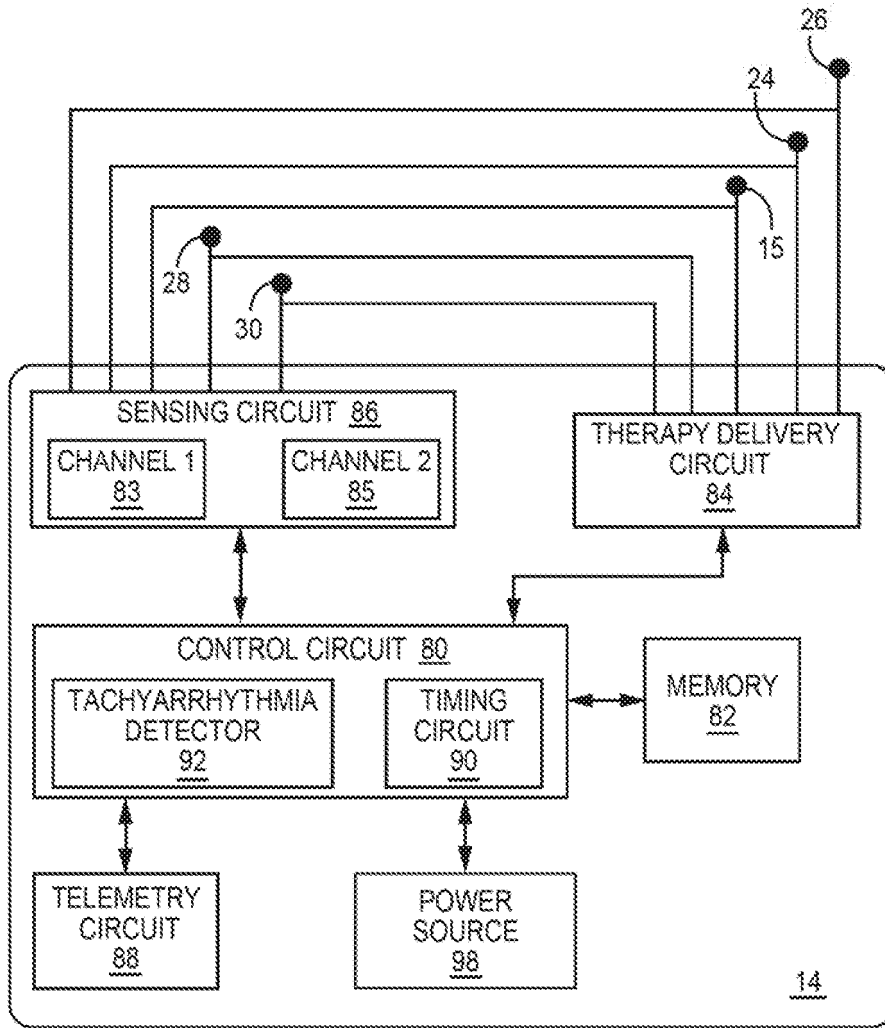 26
24
15
28
30
SENSING CIRCUIT 86
CHANNEL 1
83
CHANNEL 2
85
THERAPY DELIVERY
CIRCUIT
84
CONTROL CIRCUIT 80
TACHYARRHYTHMIA
DETECTOR
92
TIMING
CIRCUIT
90
MEMORY
82
TELEMETRY
CIRCUIT
88
POWER
SOURCE
98
14